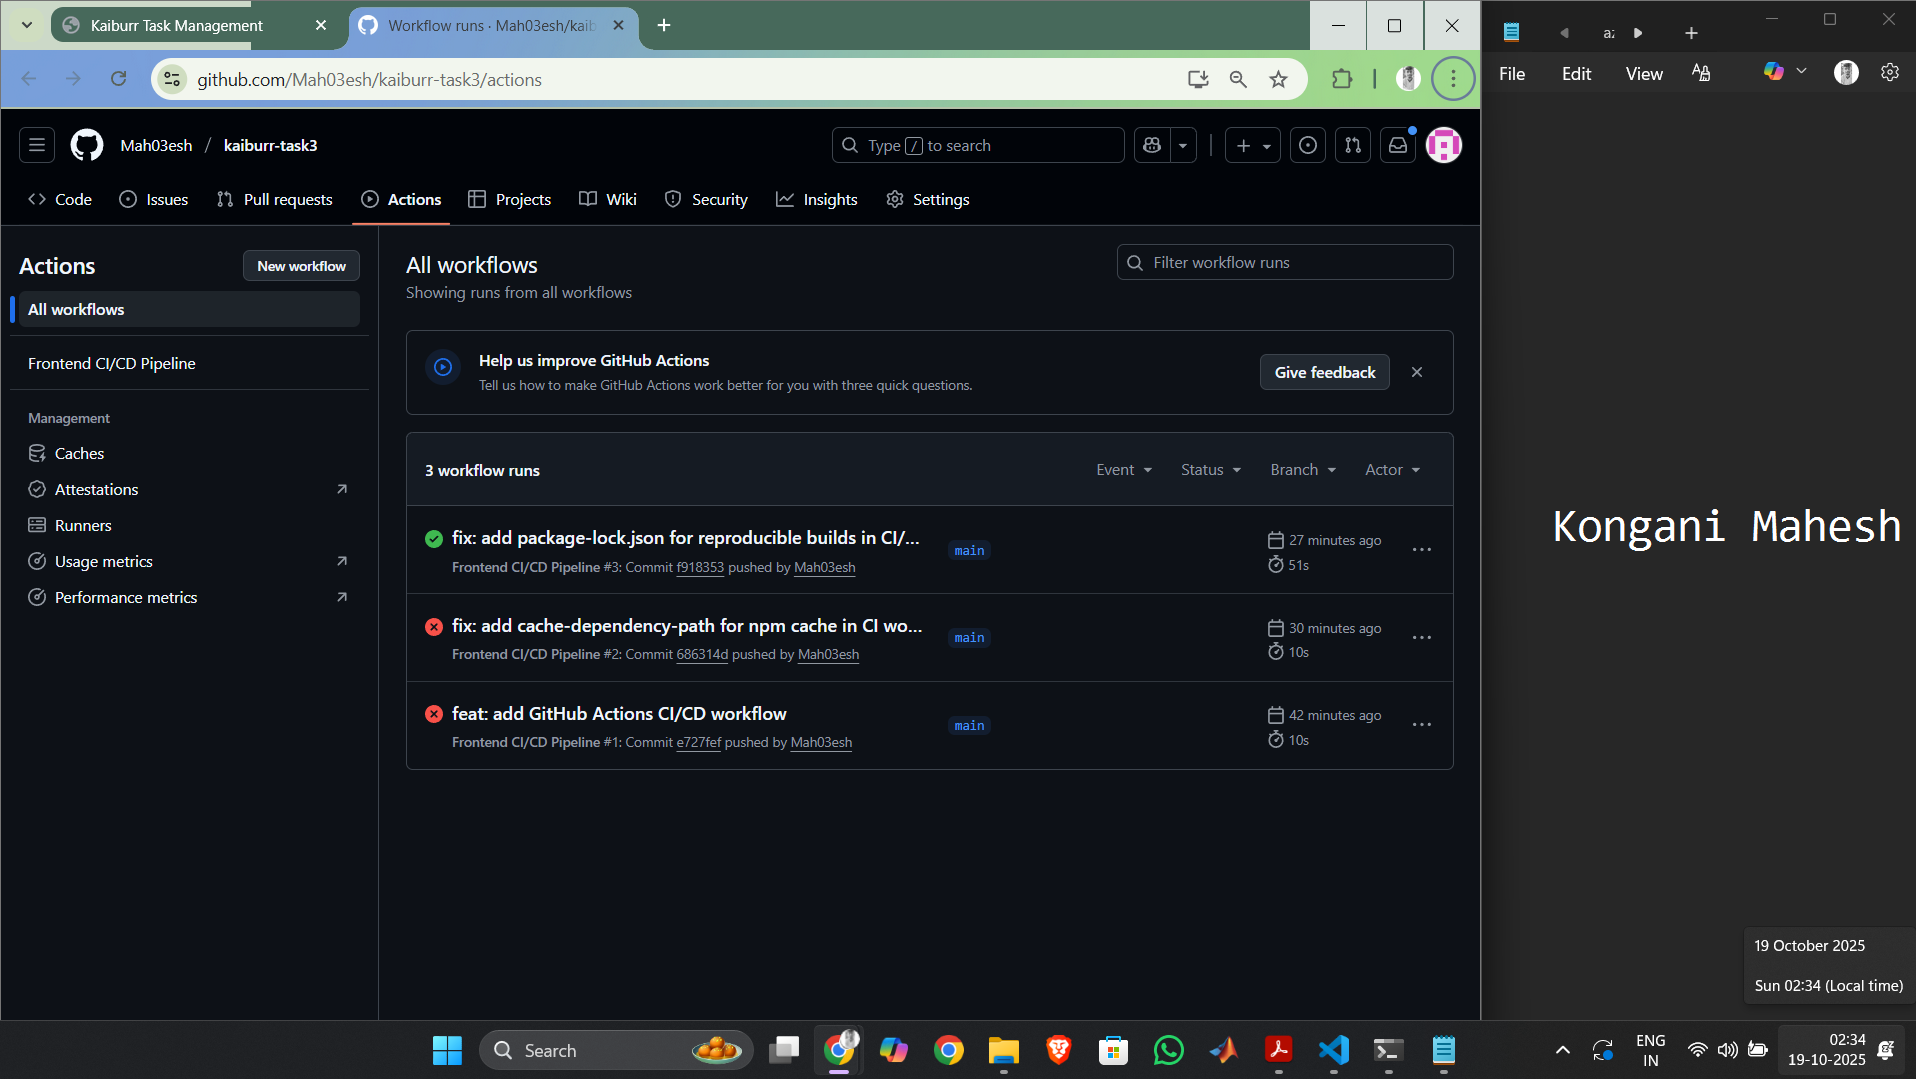 Kaiburr Task Management
Workflow runs · Mah03esh/kaib
github.com/Mah03esh/kaiburr-task3/actions
File Edit View
Mah03esh / kaiburr-task3
Type / to search
Code Issues Pull requests Actions Projects Wiki Security Insights Settings
Actions
New workflow
All workflows
Frontend CI/CD Pipeline
Management
Caches
Attestations
Runners
Usage metrics
Performance metrics
All workflows
Showing runs from all workflows
Filter workflow runs
Help us improve GitHub Actions
Tell us how to make GitHub Actions work better for you with three quick questions.
Give feedback
3 workflow runs
Event Status Branch Actor
fix: add package-lock.json for reproducible builds in CI/...
Frontend CI/CD Pipeline #3: Commit f918353 pushed by Mah03esh
main
27 minutes ago
51s
fix: add cache-dependency-path for npm cache in CI wo...
Frontend CI/CD Pipeline #2: Commit 686314d pushed by Mah03esh
main
30 minutes ago
10s
feat: add GitHub Actions CI/CD workflow
Frontend CI/CD Pipeline #1: Commit e727fef pushed by Mah03esh
main
42 minutes ago
10s
Kongani Mahesh
19 October 2025
Sun 02:34 (Local time)
Search
ENG
IN
02:34
19-10-2025